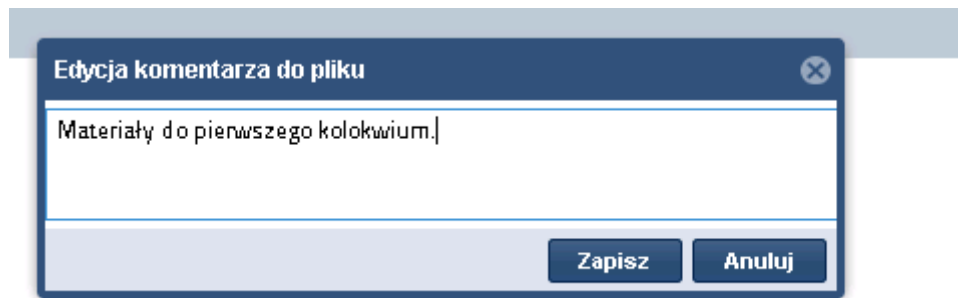 Edycja komentarza do pliku
Materiały do pierwszego kolokwium.
Zapisz Anuluj